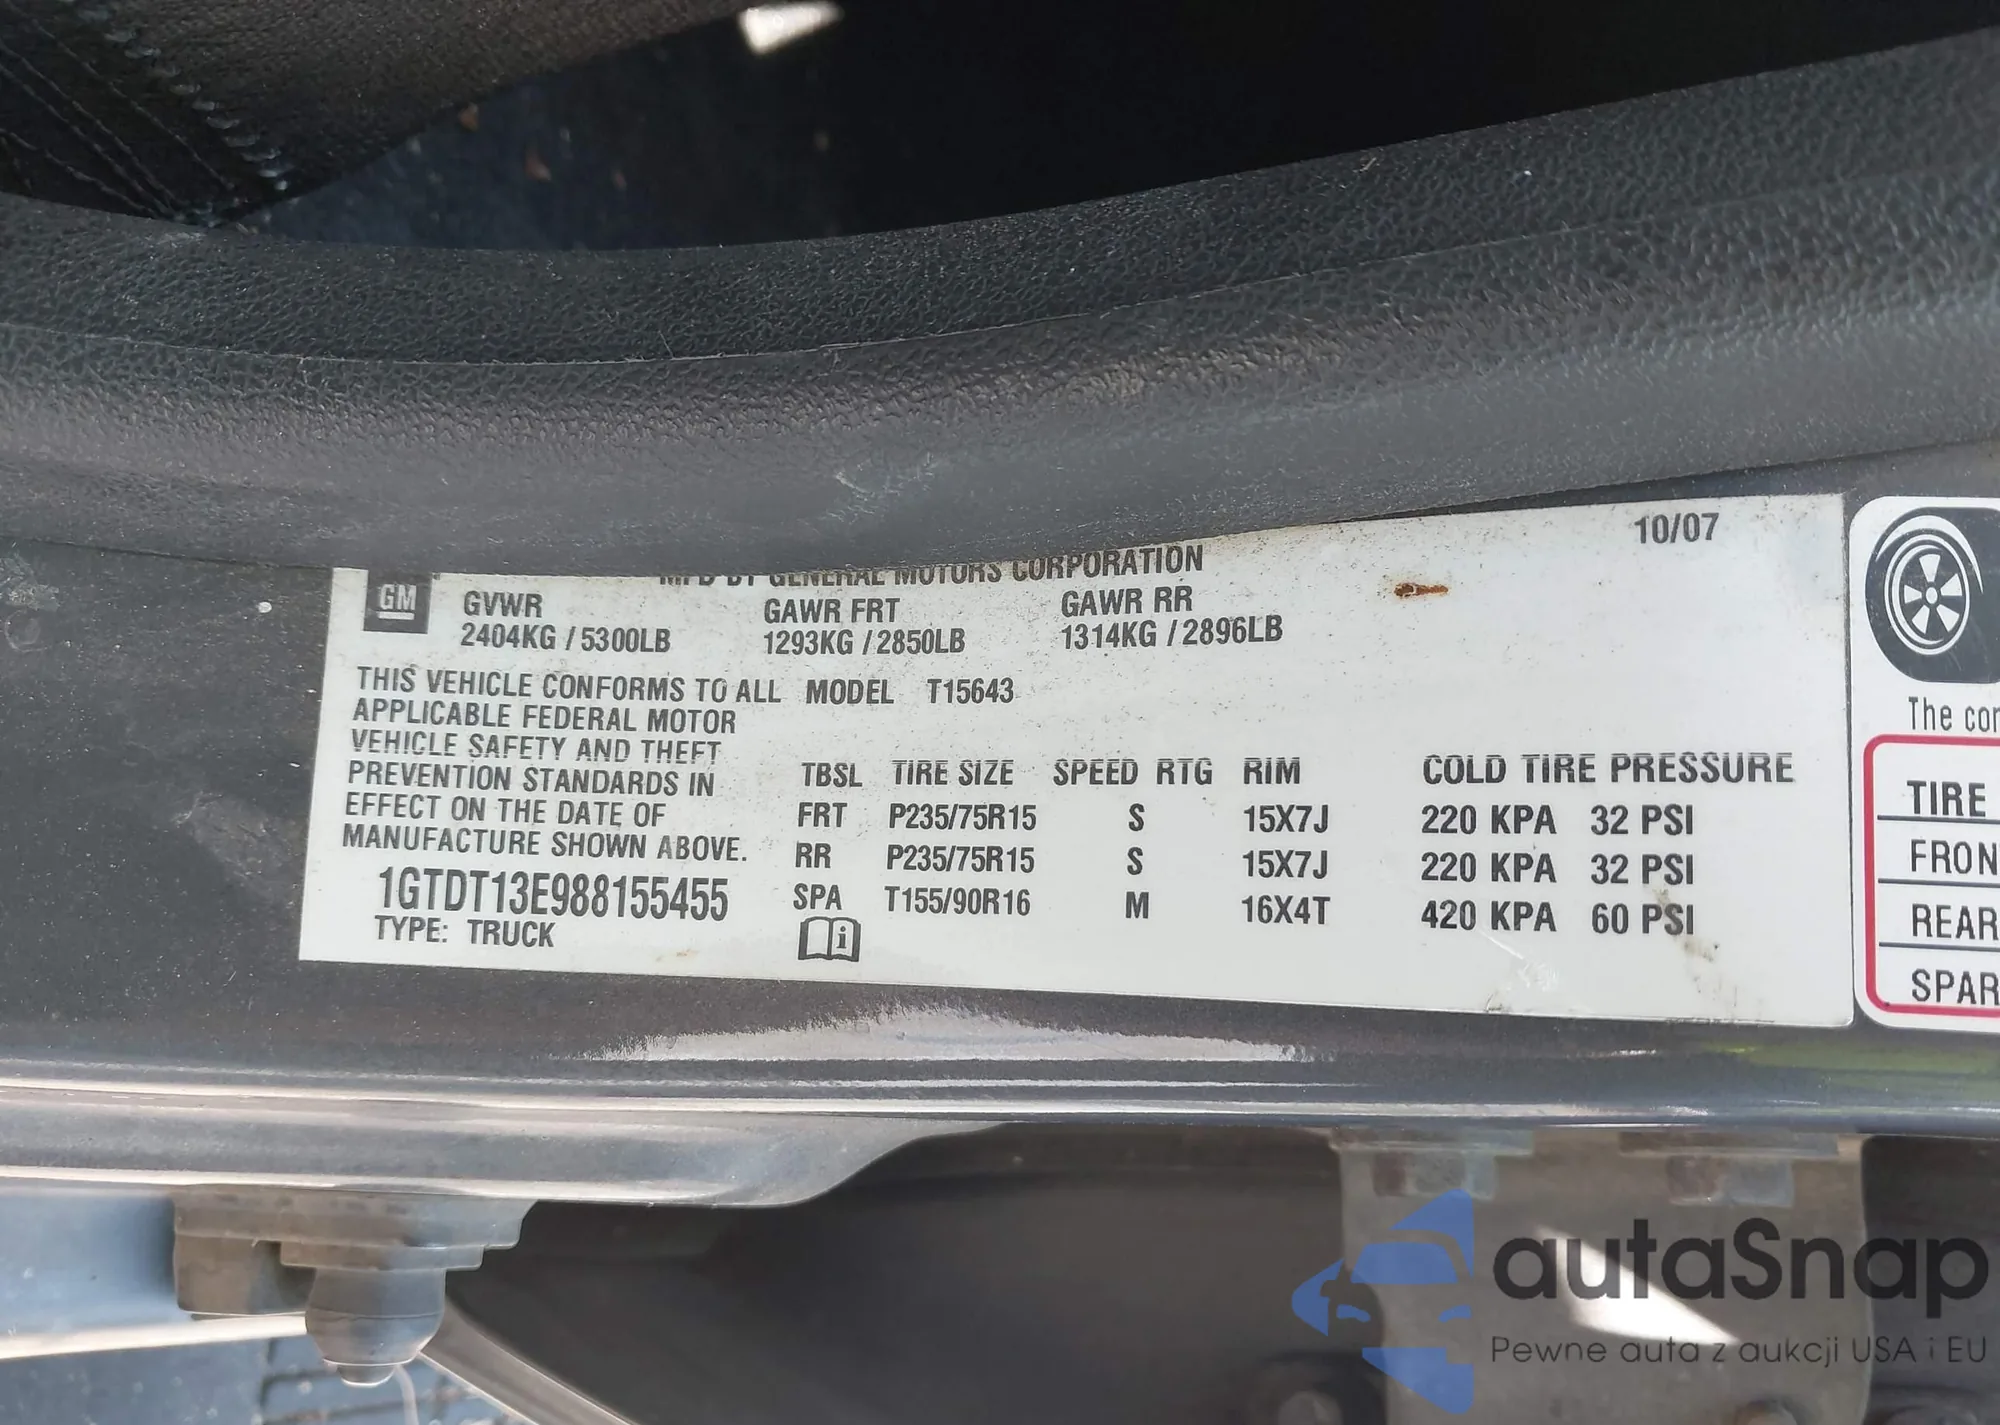 10/07
MFD BY GENERAL MOTORS CORPORATION
GM
GVWR GAWR FRT GAWR RR
2404KG / 5300LB 1293KG / 2850LB 1314KG / 2896LB
THIS VEHICLE CONFORMS TO ALL MODEL T15643
APPLICABLE FEDERAL MOTOR
VEHICLE SAFETY AND THEFT
PREVENTION STANDARDS IN
EFFECT ON THE DATE OF
MANUFACTURE SHOWN ABOVE.
1GTDT13E988155455
TYPE: TRUCK
TBSL TIRE SIZE SPEED RTG RIM COLD TIRE PRESSURE
FRT P235/75R15 S 15X7J 220 KPA 32 PSI
RR P235/75R15 S 15X7J 220 KPA 32 PSI
SPA T155/90R16 M 16X4T 420 KPA 60 PSI
The cor
TIRE
FRON
REAR
SPAR
autaSnap
Pewne auta z aukcji USA i EU